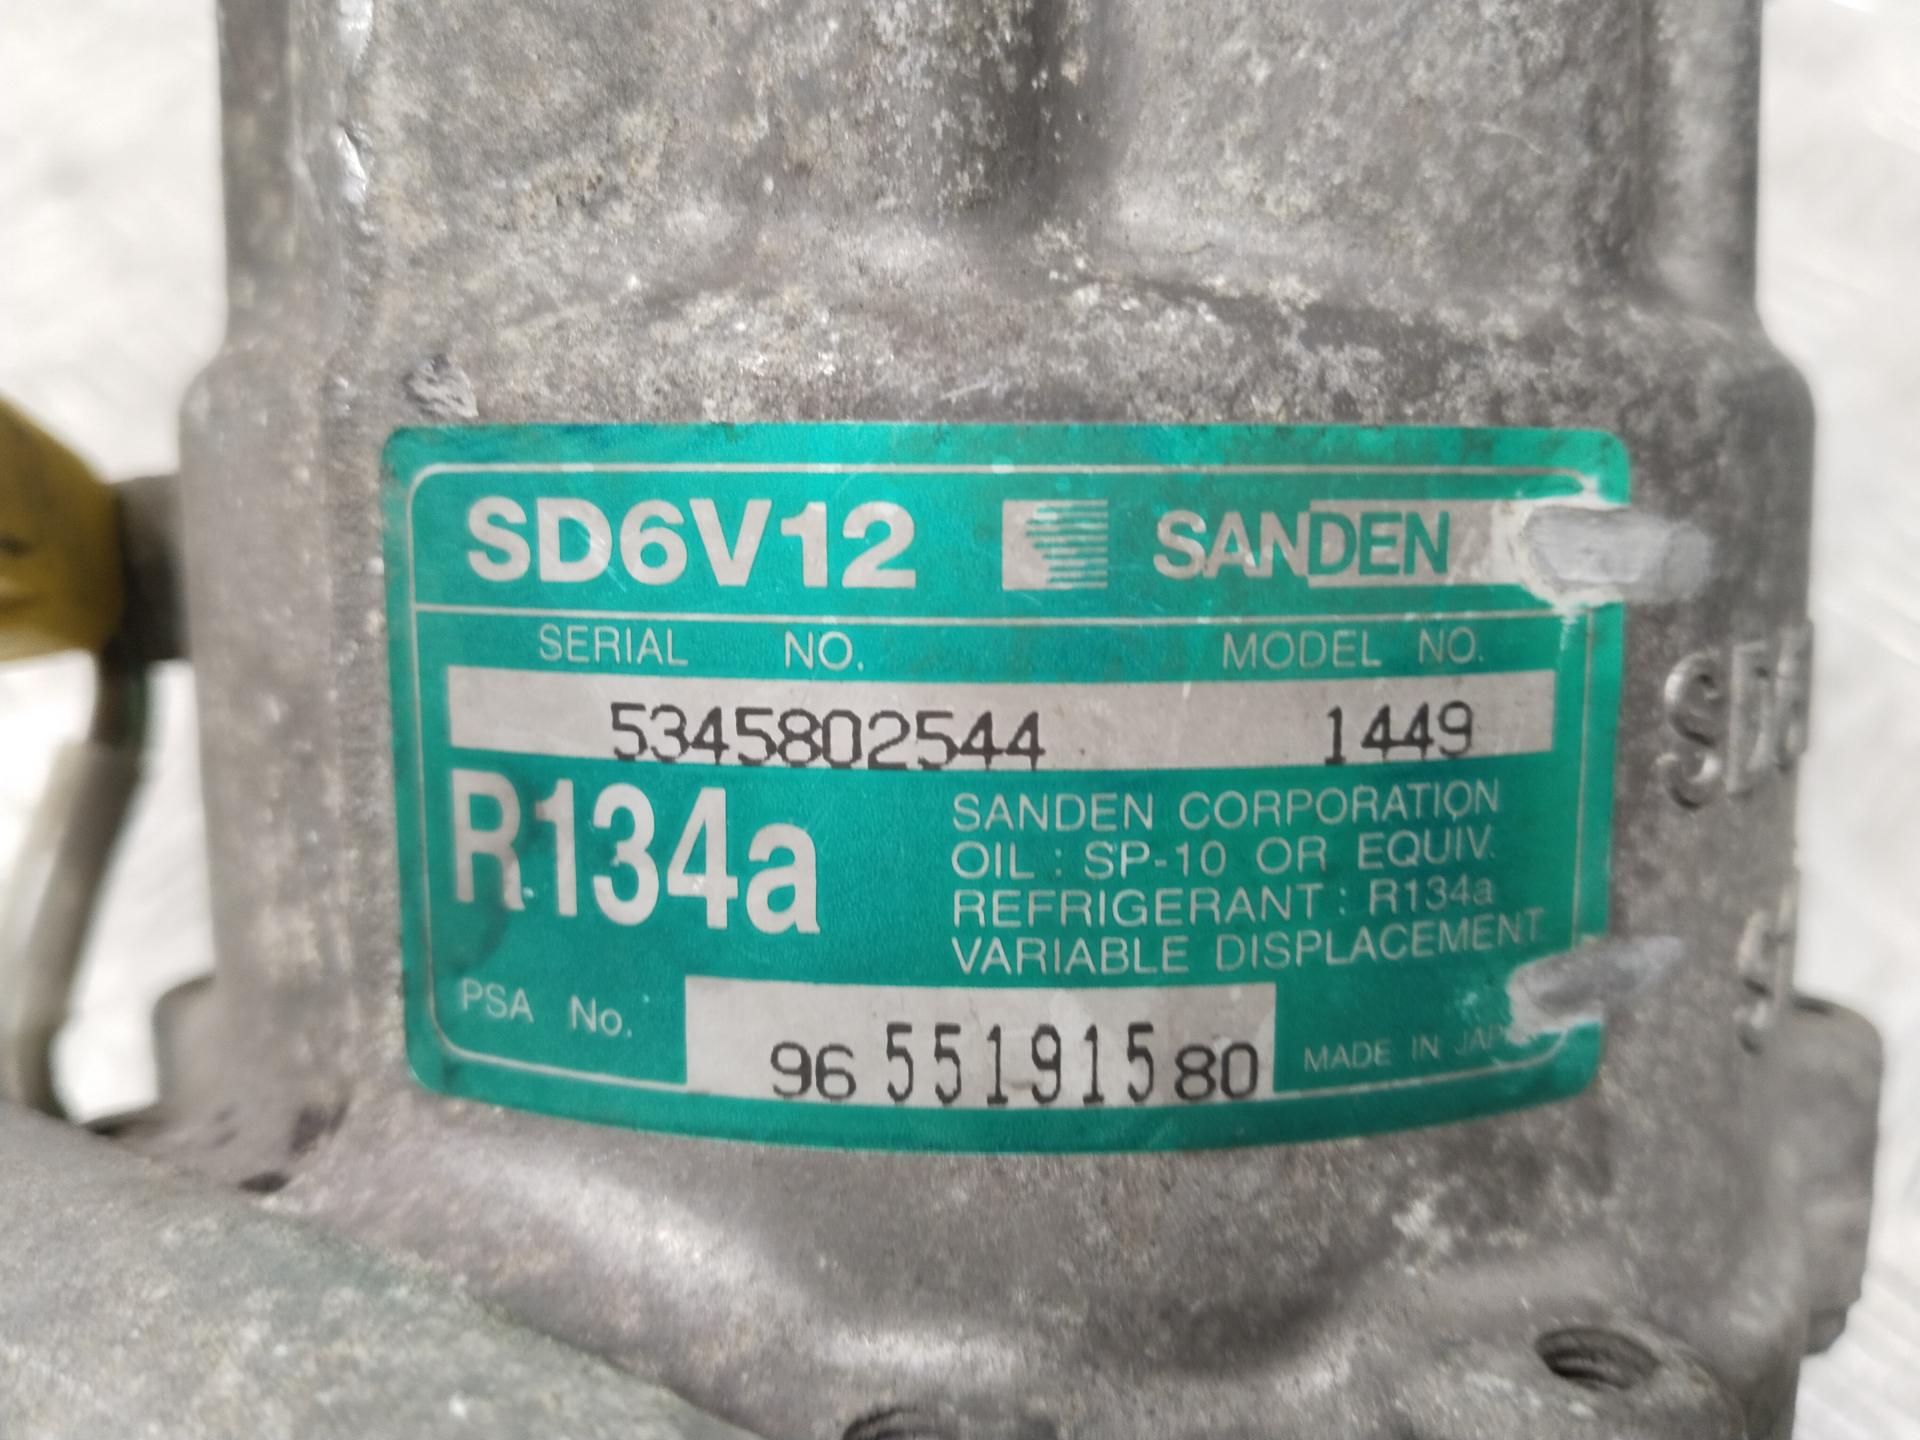 SD6V12 SANDEN
SERIAL NO. MODEL NO.
5345802544 1449
R134a
SANDEN CORPORATION
OIL : SP-10 OR EQUIV.
REFRIGERANT : R134a
VARIABLE DISPLACEMENT
PSA No. 96 551915 80
MADE IN JAP